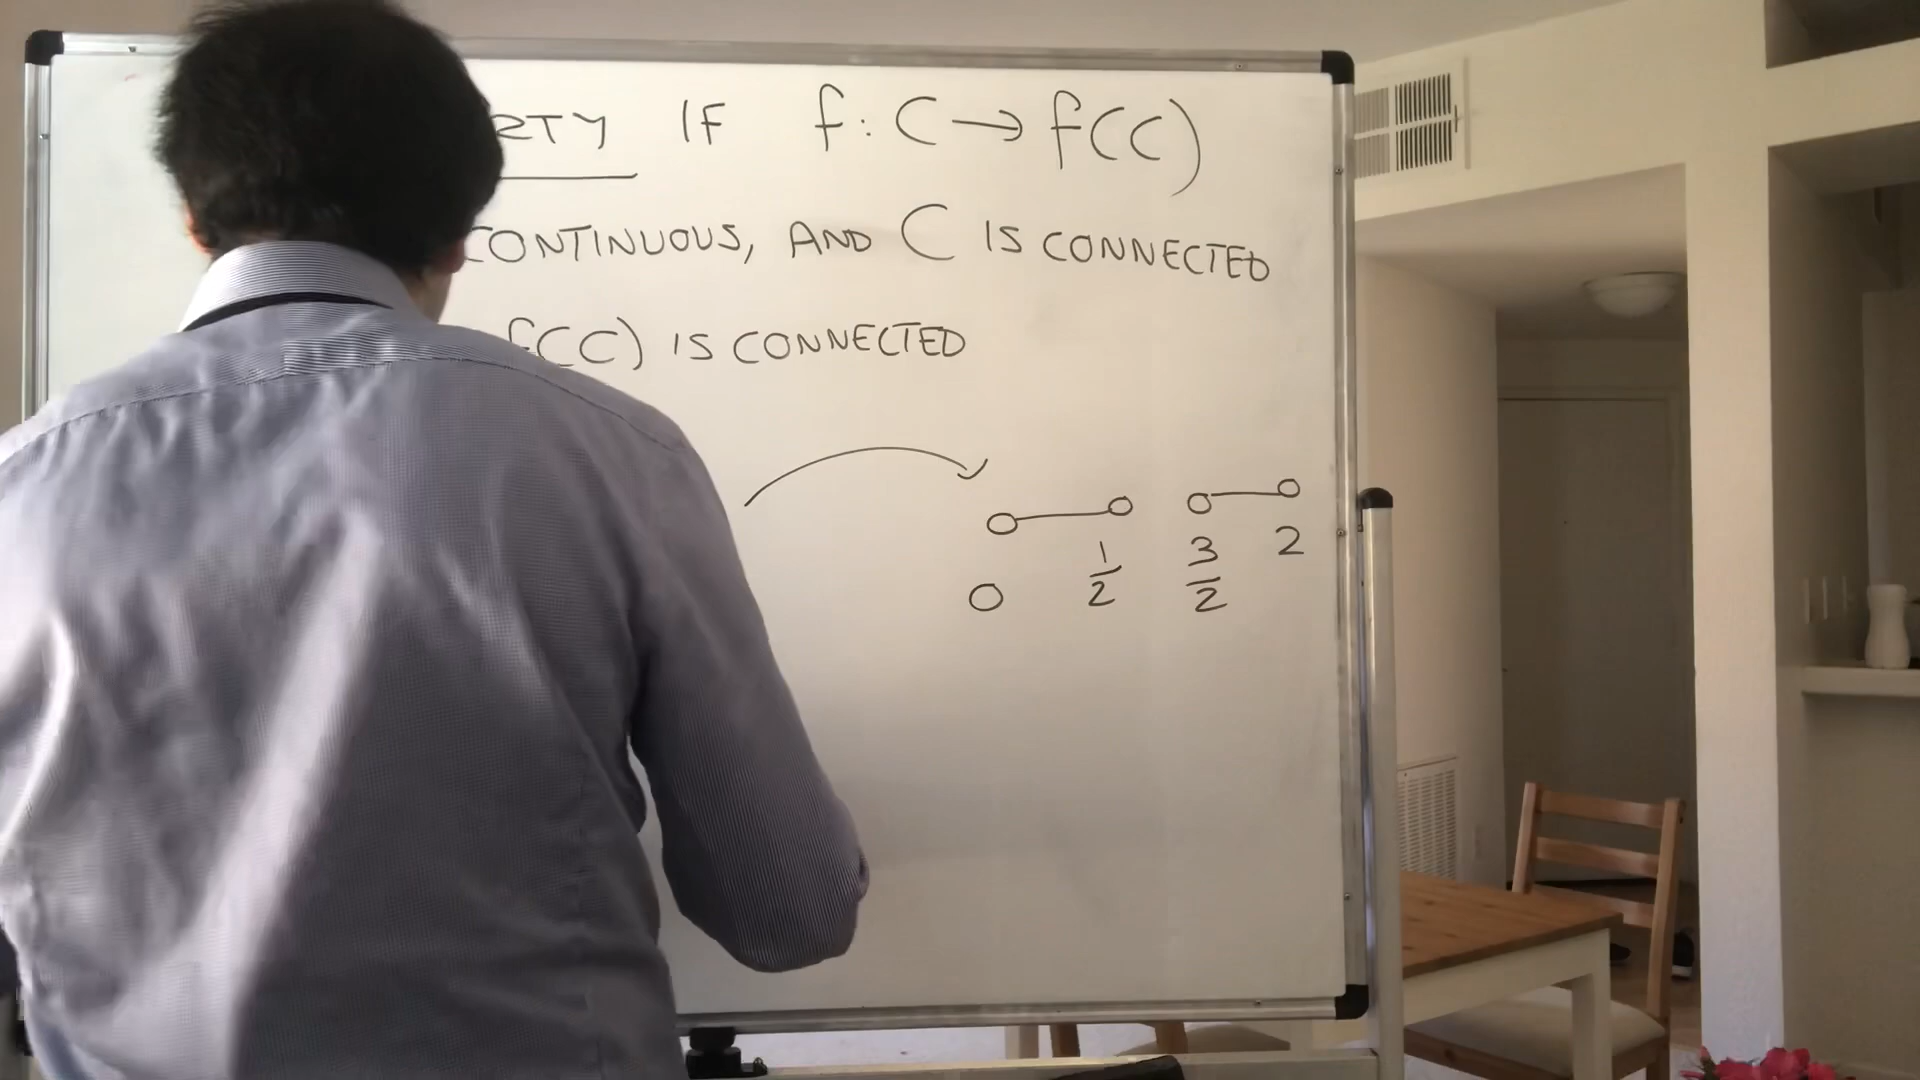 RTY IF f: C → f(C)
CONTINUOUS, AND C IS CONNECTED
f(C) IS CONNECTED
0 1/2 3/2 2